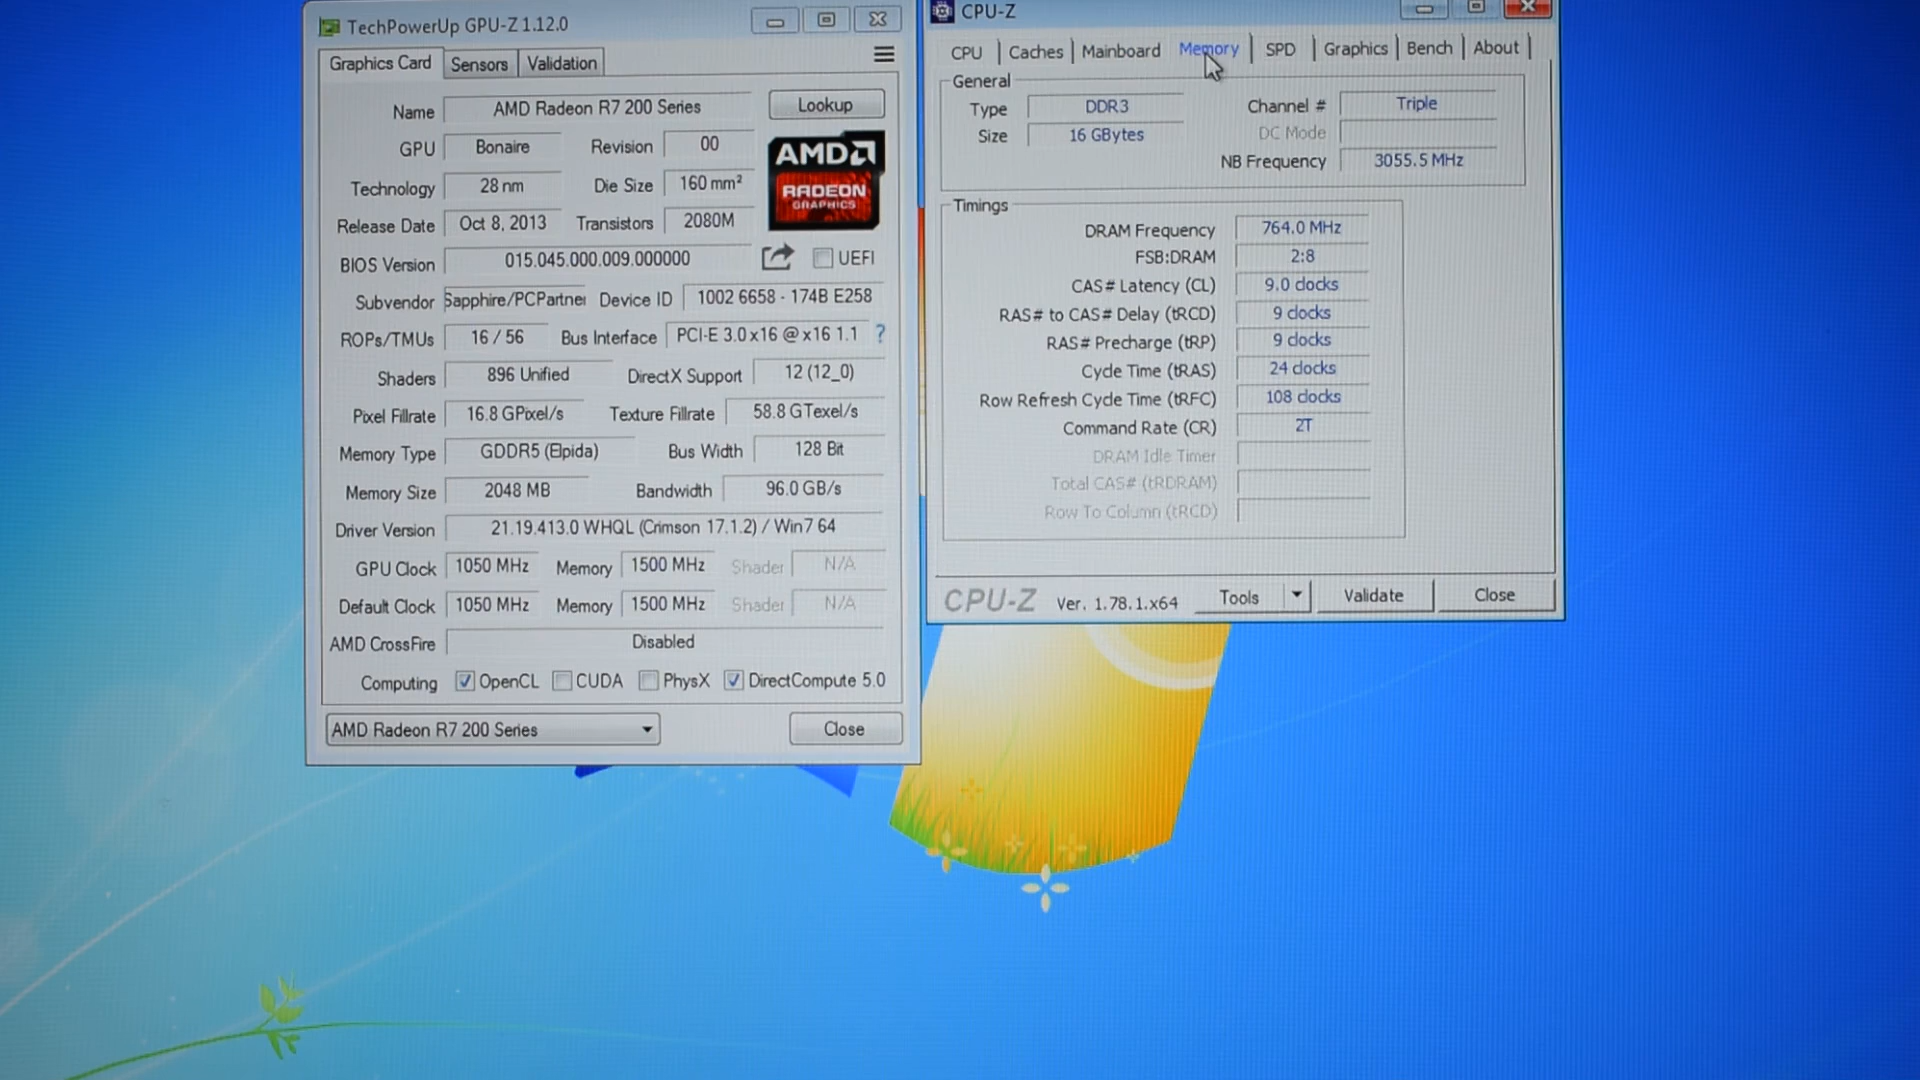 TechPowerUp GPU-Z 1.12.0
Graphics Card Sensors Validation
Name AMD Radeon R7 200 Series Lookup
GPU Bonaire Revision 00
Technology 28 nm Die Size 160 mm²
Release Date Oct 8, 2013 Transistors 2080M
BIOS Version 015.045.000.009.000000 UEFI
Subvendor Sapphire/PCPartner Device ID 1002 6658 - 174B E258
ROPs/TMUs 16 / 56 Bus Interface PCI-E 3.0 x16 @ x16 1.1 ?
Shaders 896 Unified DirectX Support 12 (12_0)
Pixel Fillrate 16.8 GPixel/s Texture Fillrate 58.8 GTexel/s
Memory Type GDDR5 (Elpida) Bus Width 128 Bit
Memory Size 2048 MB Bandwidth 96.0 GB/s
Driver Version 21.19.413.0 WHQL (Crimson 17.1.2) / Win7 64
GPU Clock 1050 MHz Memory 1500 MHz Shader N/A
Default Clock 1050 MHz Memory 1500 MHz Shader N/A
AMD CrossFire Disabled
Computing OpenCL CUDA PhysX DirectCompute 5.0
AMD Radeon R7 200 Series Close
AMD
RADEON
GRAPHICS
CPU-Z
CPU Caches Mainboard Memory SPD Graphics Bench About
General
Type DDR3 Channel # Triple
Size 16 GBytes DC Mode
NB Frequency 3055.5 MHz
Timings
DRAM Frequency 764.0 MHz
FSB:DRAM 2:8
CAS# Latency (CL) 9.0 clocks
RAS# to CAS# Delay (tRCD) 9 clocks
RAS# Precharge (tRP) 9 clocks
Cycle Time (tRAS) 24 clocks
Row Refresh Cycle Time (tRFC) 108 clocks
Command Rate (CR) 2T
DRAM Idle Timer
Total CAS# (tRDRAM)
Row To Column (tRCD)
CPU-Z Ver. 1.78.1.x64 Tools Validate Close